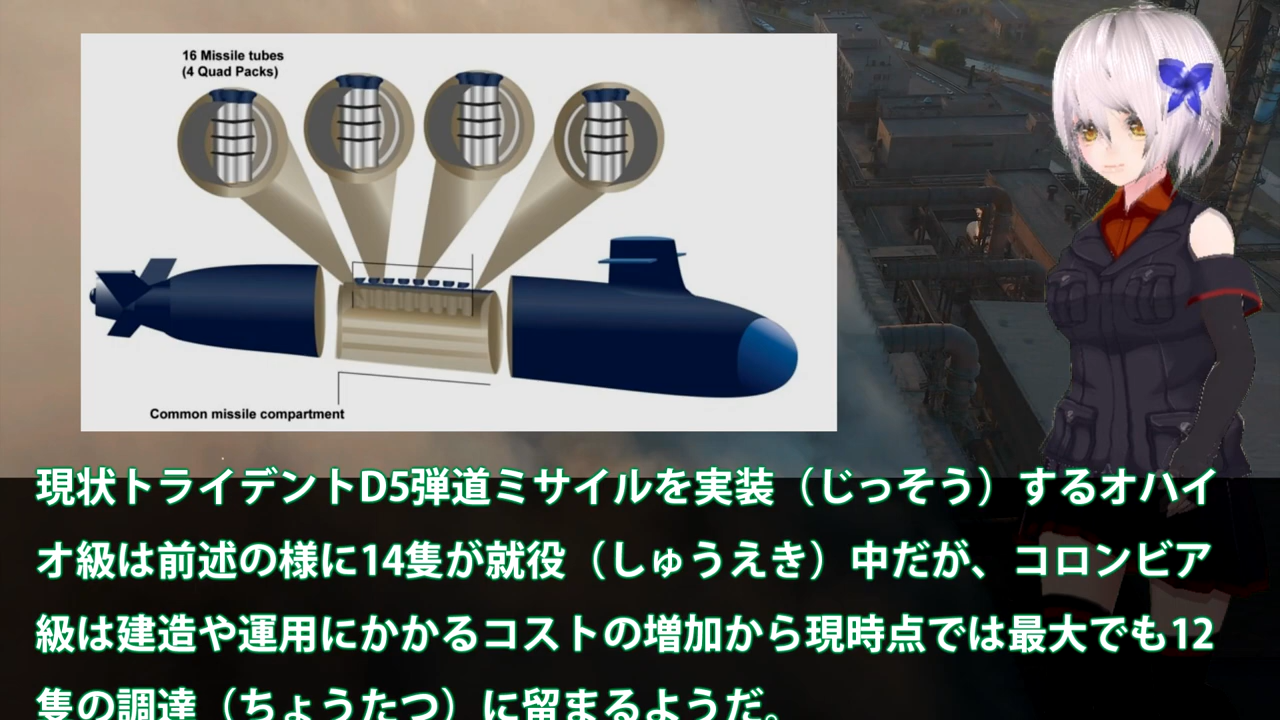 16 Missile tubes
(4 Quad Packs)
Common missile compartment
現状トライデントD5弾道ミサイルを実装（じっそう）するオハイ
オ級は前述の様に14隻が就役（しゅうえき）中だが、コロンビア
級は建造や運用にかかるコストの増加から現時点では最大でも12
隻の調達（ちょうたつ）に留まるようだ。